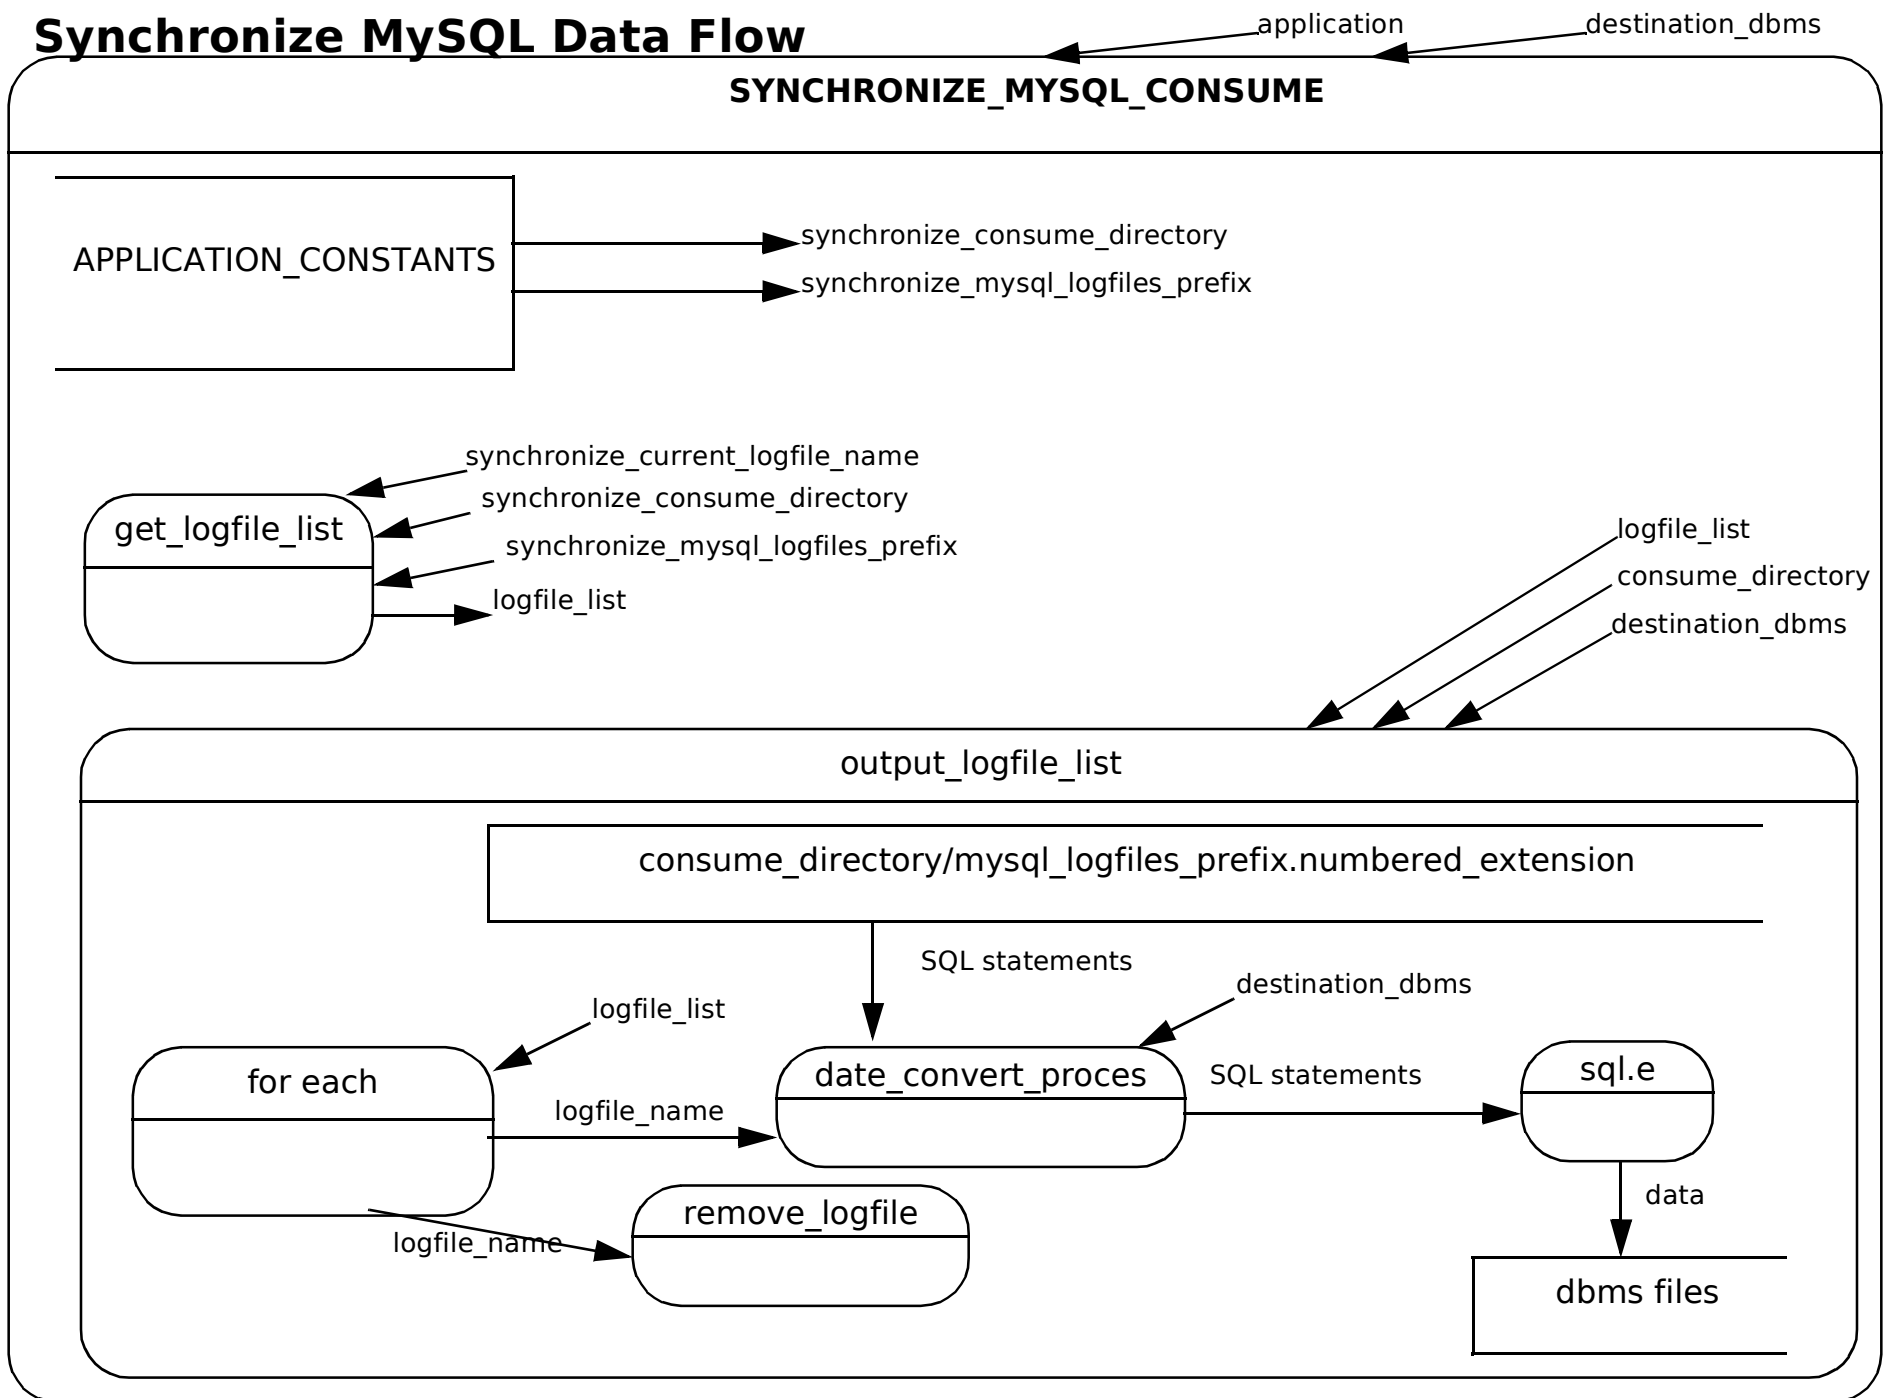 Synchronize MySQL Data Flow
application
destination_dbms
SYNCHRONIZE_MYSQL_CONSUME
APPLICATION_CONSTANTS
synchronize_consume_directory
synchronize_mysql_logfiles_prefix
synchronize_current_logfile_name
synchronize_consume_directory
get_logfile_list
synchronize_mysql_logfiles_prefix
logfile_list
logfile_list
consume_directory
destination_dbms
output_logfile_list
consume_directory/mysql_logfiles_prefix.numbered_extension
SQL statements
destination_dbms
logfile_list
for each
date_convert_proces
SQL statements
sql.e
logfile_name
data
remove_logfile
logfile_name
dbms files